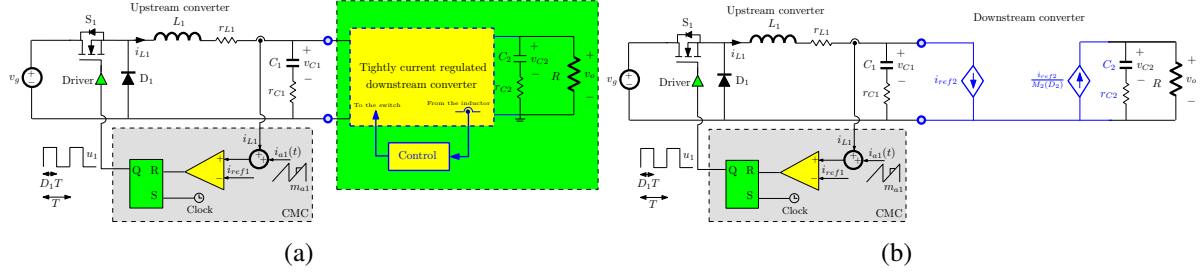 Upstream converter
S1
L1
rL1
iL1
vg
D1
Driver
C1
rC1
+
vC1
−
Tightly current regulated
downstream converter
To the switch
From the inductor
Control
C2
rC2
+
vC2
−
R
+
vo
−
iL1
ia1(t)
iref1
ma1
u1
D1T
T
Q
R
S
Clock
CMC
(a)
Upstream converter
Downstream converter
S1
L1
rL1
iL1
vg
D1
Driver
C1
rC1
+
vC1
−
iref2
iref2/M2(D2)
C2
rC2
+
vC2
−
R
+
vo
−
iL1
ia1(t)
iref1
ma1
u1
D1T
T
Q
R
S
Clock
CMC
(b)